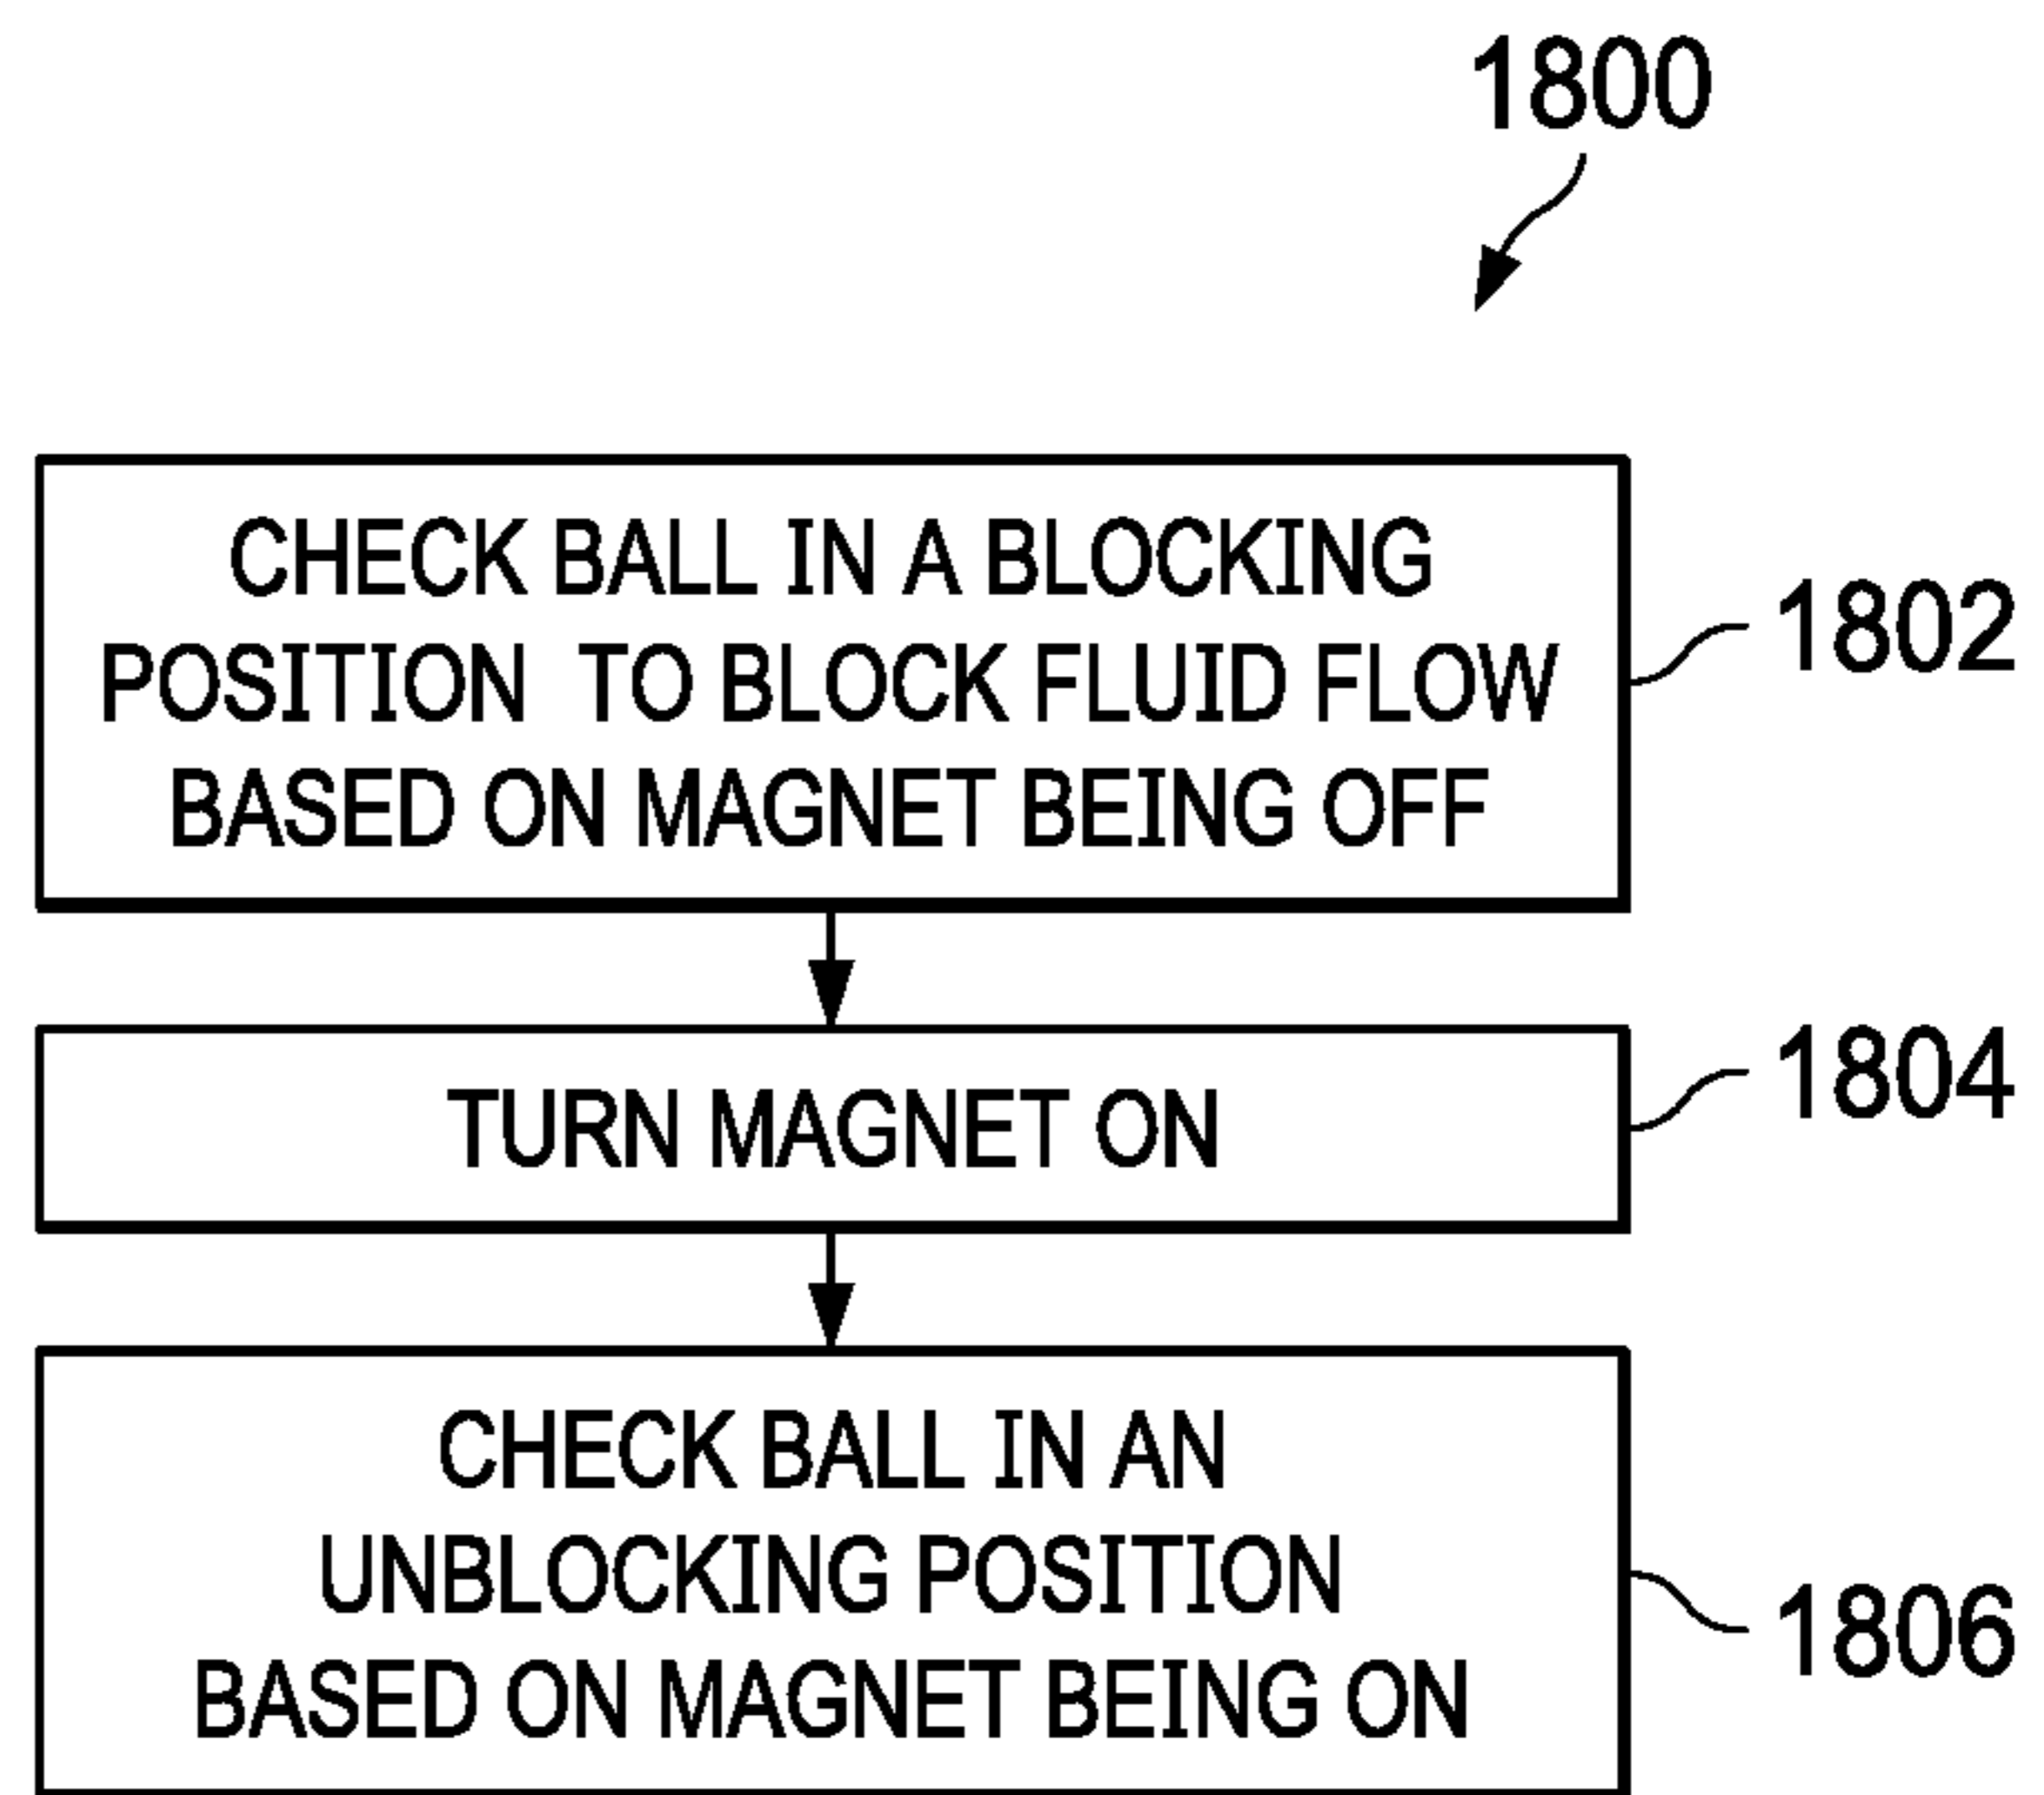 1800
CHECK BALL IN A BLOCKING
POSITION TO BLOCK FLUID FLOW
BASED ON MAGNET BEING OFF
1802
TURN MAGNET ON
1804
CHECK BALL IN AN
UNBLOCKING POSITION
BASED ON MAGNET BEING ON
1806